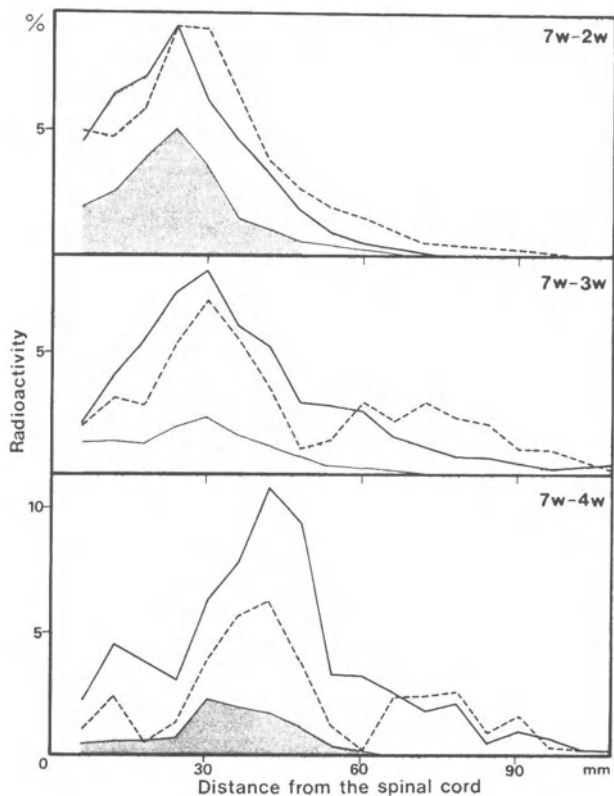 %
7w-2w
5
7w-3w
5
Radioactivity
7w-4w
10
5
0 30 60 90 mm
Distance from the spinal cord